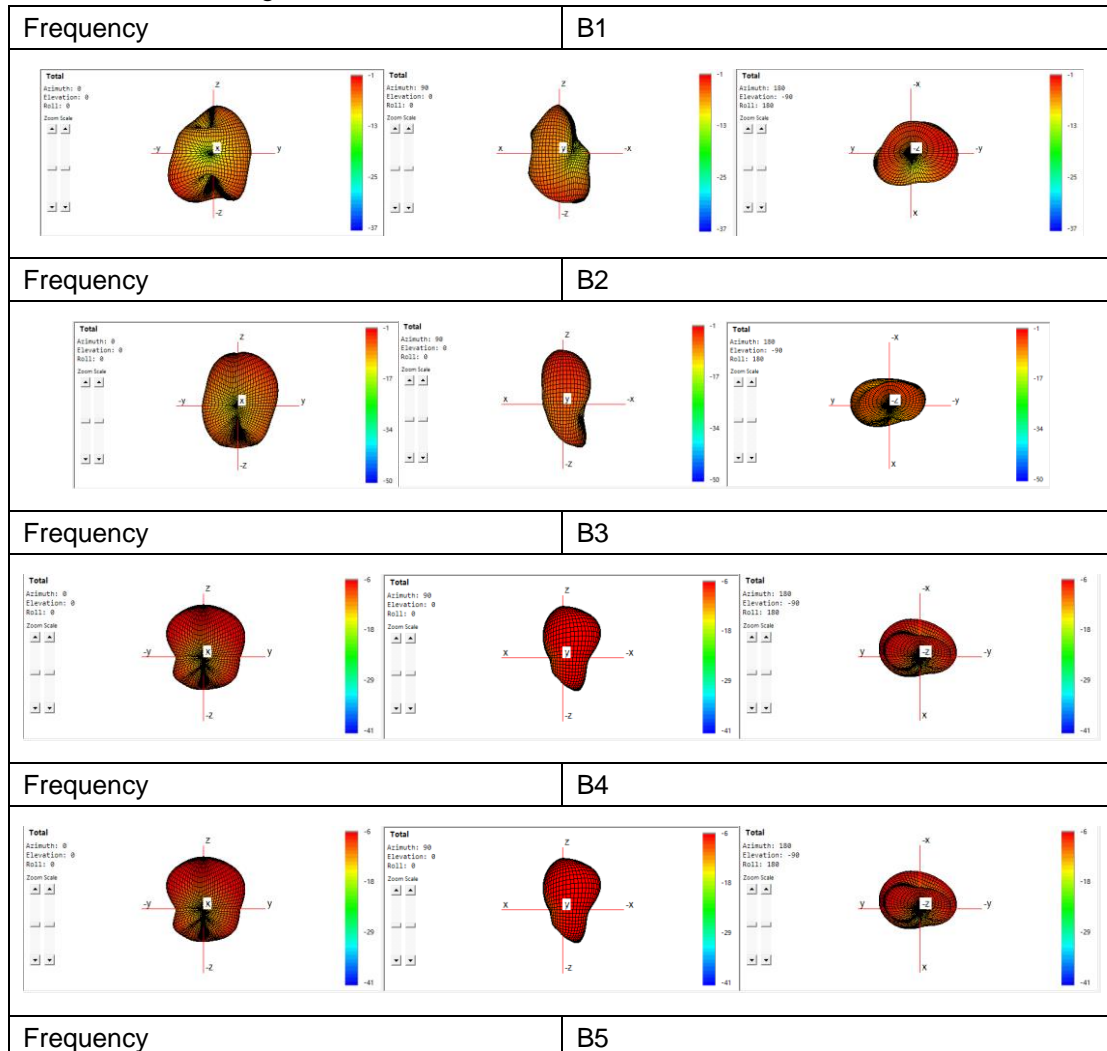 Frequency B1
Total
Azimuth: 0
Elevation: 0
Roll: 0
Zoom Scale
z
-y x y
-z
-1
-13
-25
-37
Total
Azimuth: 90
Elevation: 0
Roll: 0
Zoom Scale
z
x y -x
-z
-1
-13
-25
-37
Total
Azimuth: 180
Elevation: -90
Roll: 180
Zoom Scale
-x
y -z -y
x
-1
-13
-25
-37
Frequency B2
Total
Azimuth: 0
Elevation: 0
Roll: 0
Zoom Scale
z
-y x y
-z
-1
-17
-34
-50
Total
Azimuth: 90
Elevation: 0
Roll: 0
Zoom Scale
z
x y -x
-z
-1
-17
-34
-50
Total
Azimuth: 180
Elevation: -90
Roll: 180
Zoom Scale
-x
y -z -y
x
-1
-17
-34
-50
Frequency B3
Total
Azimuth: 0
Elevation: 0
Roll: 0
Zoom Scale
z
-y x y
-z
-6
-18
-29
-41
Total
Azimuth: 90
Elevation: 0
Roll: 0
Zoom Scale
z
x y -x
-z
-6
-18
-29
-41
Total
Azimuth: 180
Elevation: -90
Roll: 180
Zoom Scale
-x
y -z -y
x
-6
-18
-29
-41
Frequency B4
Total
Azimuth: 0
Elevation: 0
Roll: 0
Zoom Scale
z
-y x y
-z
-6
-18
-29
-41
Total
Azimuth: 90
Elevation: 0
Roll: 0
Zoom Scale
z
x y -x
-z
-6
-18
-29
-41
Total
Azimuth: 180
Elevation: -90
Roll: 180
Zoom Scale
-x
y -z -y
x
-6
-18
-29
-41
Frequency B5